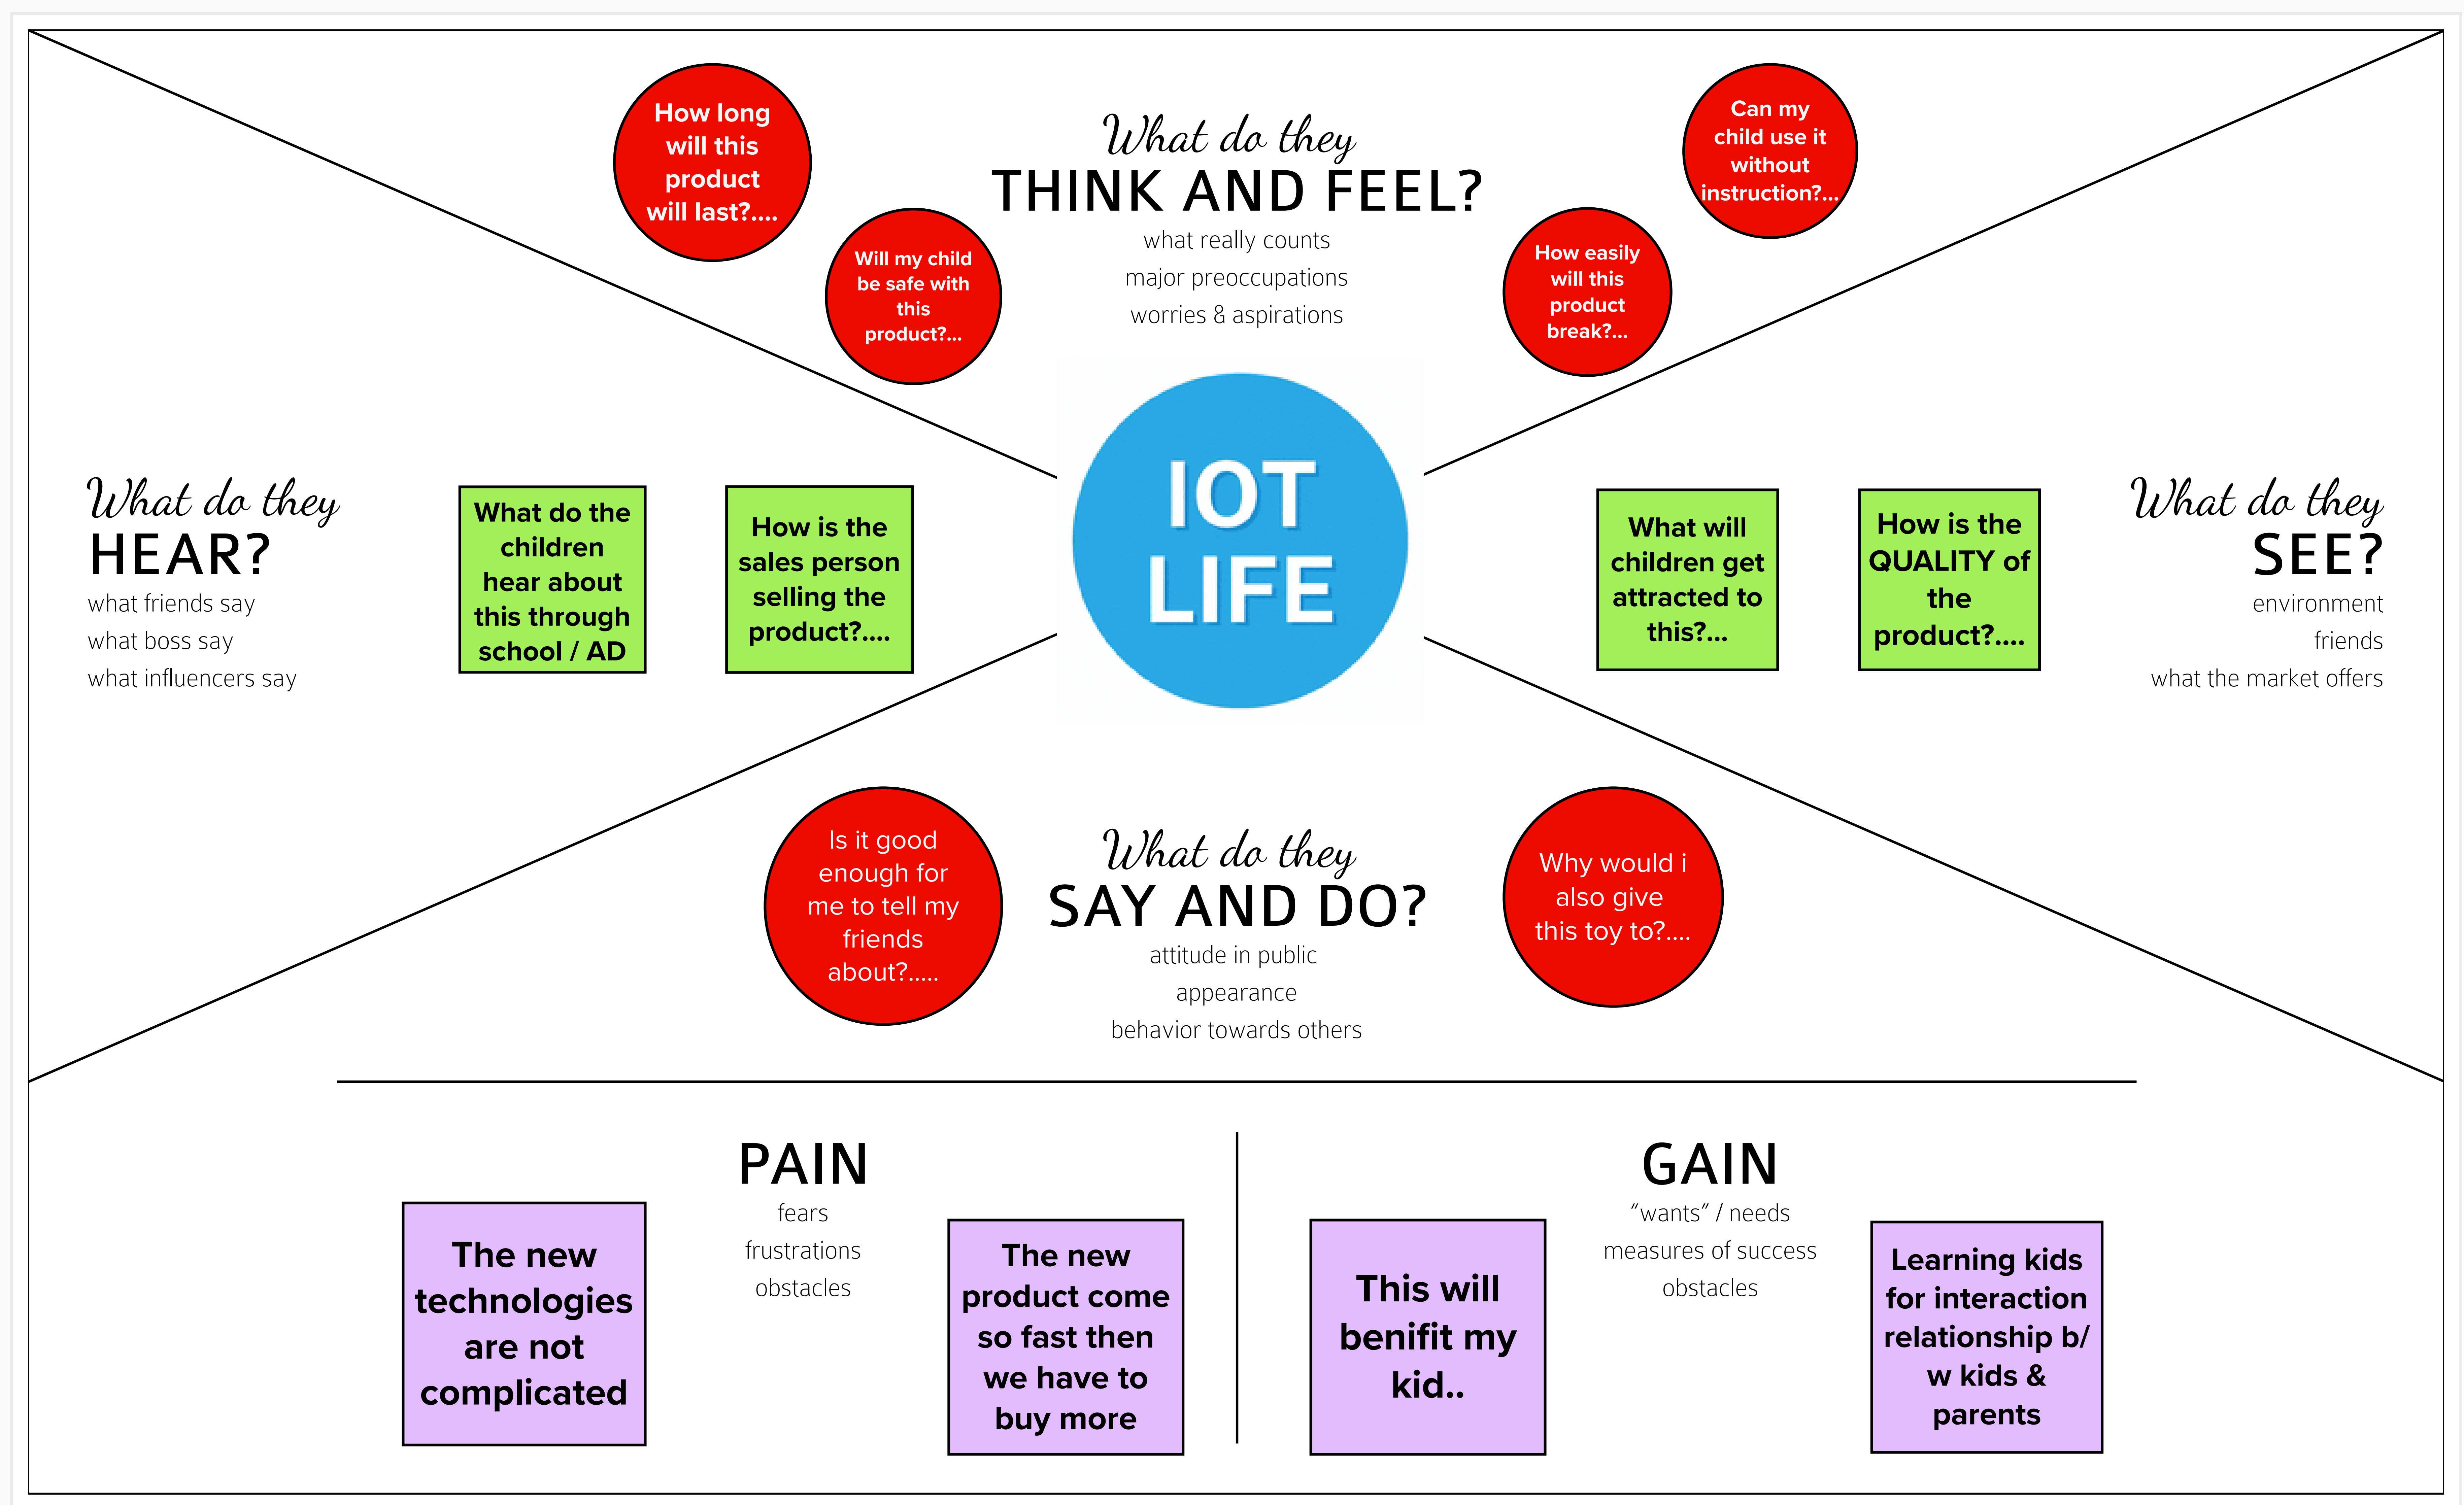 How long
will this
product
will last?....
Will my child
be safe with
this
product?...
What do they
THINK AND FEEL?
what really counts
major preoccupations
worries & aspirations
How easily
will this
product
break?...
Can my
child use it
without
instruction?...
What do they
HEAR?
what friends say
what boss say
what influencers say
What do the
children
hear about
this through
school / AD
How is the
sales person
selling the
product?....
IOT
LIFE
What will
children get
attracted to
this?...
How is the
QUALITY of
the
product?....
What do they
SEE?
environment
friends
what the market offers
Is it good
enough for
me to tell my
friends
about?.....
What do they
SAY AND DO?
attitude in public
appearance
behavior towards others
Why would i
also give
this toy to?....
PAIN
fears
frustrations
obstacles
The new
technologies
are not
complicated
The new
product come
so fast then
we have to
buy more
GAIN
"wants" / needs
measures of success
obstacles
This will
benifit my
kid..
Learning kids
for interaction
relationship b/
w kids &
parents